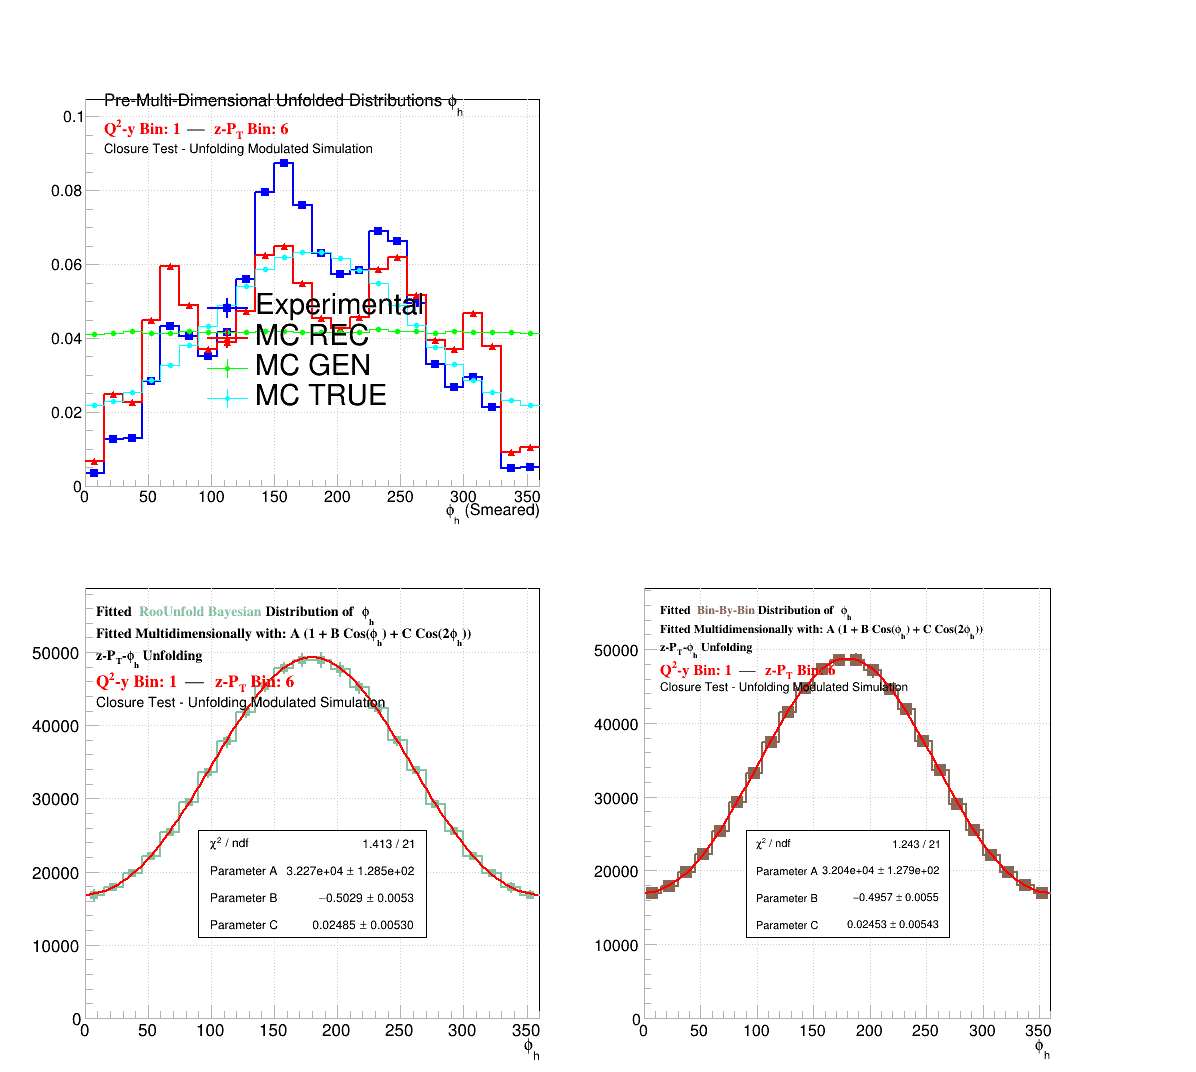 Pre-Multi-Dimensional Unfolded Distributions ϕh
Q²-y Bin: 1 — z-PT Bin: 6
Closure Test - Unfolding Modulated Simulation
0.1
0.08
0.06
0.04
0.02
0
Experimental
MC REC
MC GEN
MC TRUE
0 50 100 150 200 250 300 350
ϕh (Smeared)
Fitted RooUnfold Bayesian Distribution of ϕh
Fitted Multidimensionally with: A (1 + B Cos(ϕh) + C Cos(2ϕh))
z-PT-ϕh Unfolding
Q²-y Bin: 1 — z-PT Bin: 6
Closure Test - Unfolding Modulated Simulation
50000
40000
30000
20000
10000
0
χ² / ndf 1.413 / 21
Parameter A 3.227e+04 ± 1.285e+02
Parameter B −0.5029 ± 0.0053
Parameter C 0.02485 ± 0.00530
0 50 100 150 200 250 300 350
ϕh
Fitted Bin-By-Bin Distribution of ϕh
Fitted Multidimensionally with: A (1 + B Cos(ϕh) + C Cos(2ϕh))
z-PT-ϕh Unfolding
Q²-y Bin: 1 — z-PT Bin: 6
Closure Test - Unfolding Modulated Simulation
50000
40000
30000
20000
10000
0
χ² / ndf 1.243 / 21
Parameter A 3.204e+04 ± 1.279e+02
Parameter B −0.4957 ± 0.0055
Parameter C 0.02453 ± 0.00543
0 50 100 150 200 250 300 350
ϕh